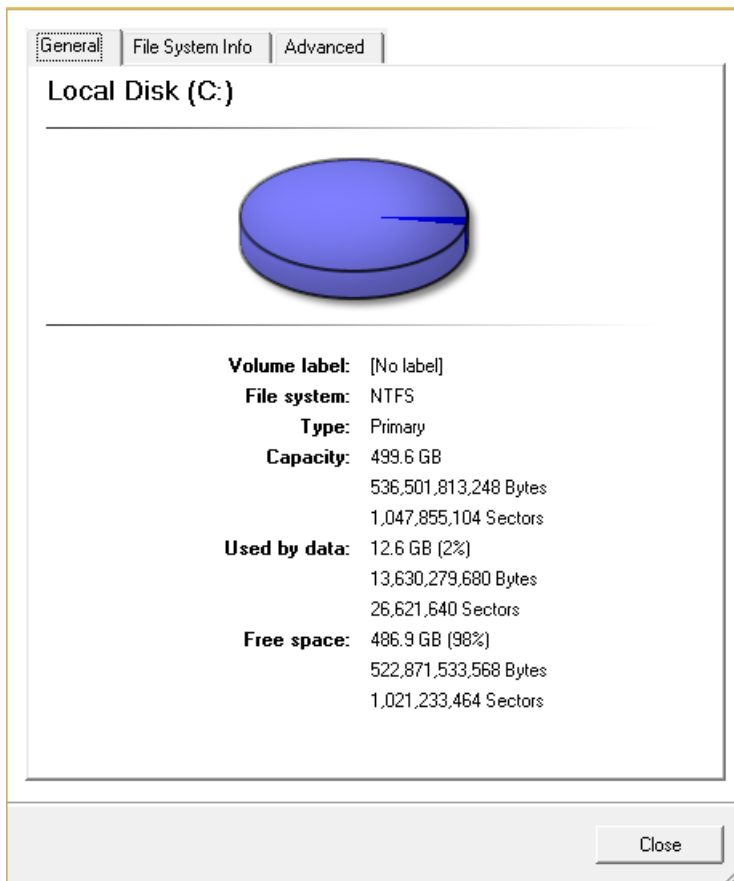 General File System Info Advanced
Local Disk (C:)
Volume label: [No label]
File system: NTFS
Type: Primary
Capacity: 499.6 GB
536,501,813,248 Bytes
1,047,855,104 Sectors
Used by data: 12.6 GB (2%)
13,630,279,680 Bytes
26,621,640 Sectors
Free space: 486.9 GB (98%)
522,871,533,568 Bytes
1,021,233,464 Sectors
Close